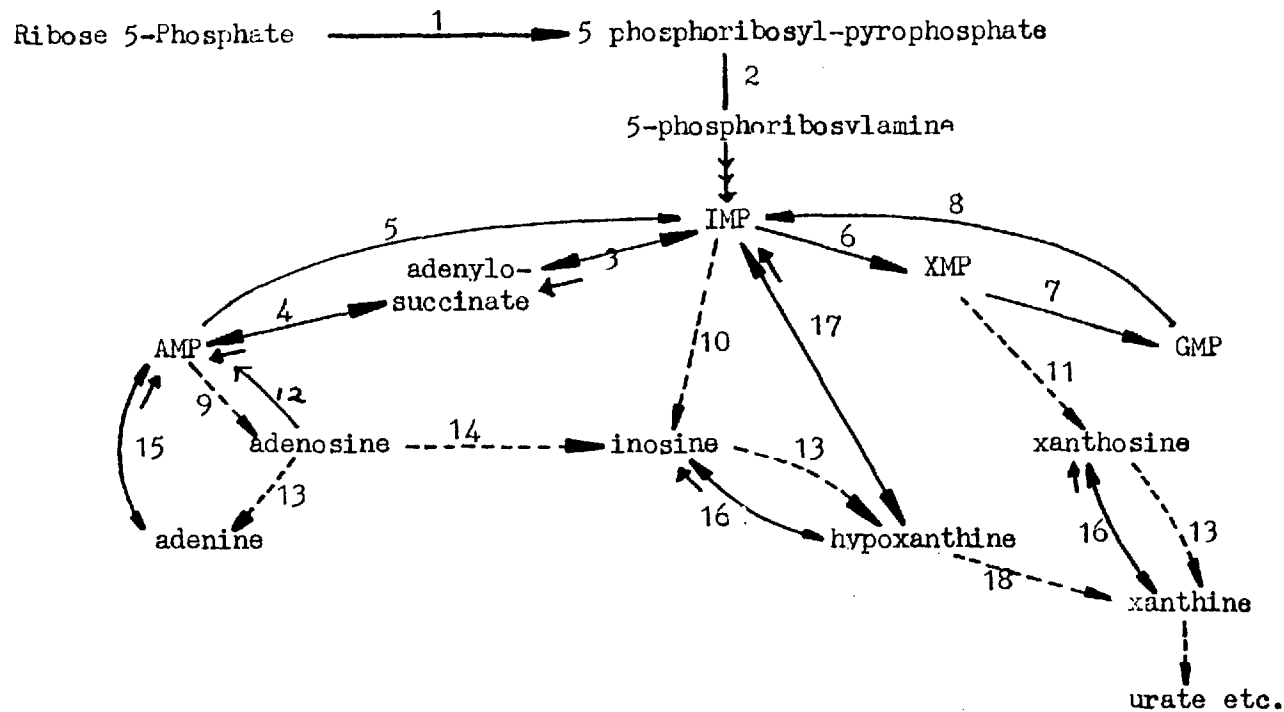 1
Ribose 5-Phosphate 5 phosphoribosyl-pyrophosphate
2
5-phosphoribosylamine
IMP
5 8
3 6
adenylo-
succinate
XMP
4 7
AMP GMP
10 17
9 12 11
15
adenosine 14 inosine 13 xanthosine
13 16 16 13
adenine hypoxanthine
18
xanthine
urate etc.